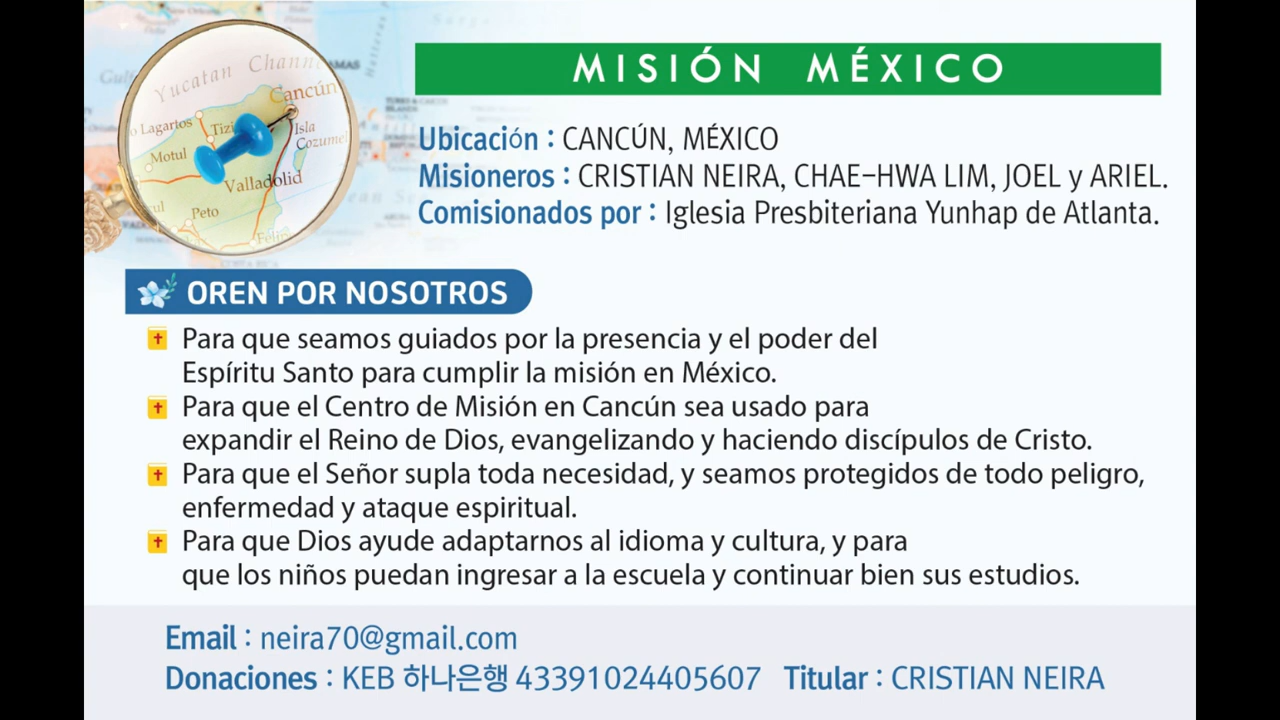 MISIÓN MÉXICO
Yucatan Channe
Cancún
o Lagartos
Tizi
Isla
Cozumel
Motul
Valladolid
Peto
Felip
Ubicación : CANCÚN, MÉXICO
Misioneros : CRISTIAN NEIRA, CHAE-HWA LIM, JOEL y ARIEL.
Comisionados por : Iglesia Presbiteriana Yunhap de Atlanta.
OREN POR NOSOTROS
Para que seamos guiados por la presencia y el poder del
Espíritu Santo para cumplir la misión en México.
Para que el Centro de Misión en Cancún sea usado para
expandir el Reino de Dios, evangelizando y haciendo discípulos de Cristo.
Para que el Señor supla toda necesidad, y seamos protegidos de todo peligro,
enfermedad y ataque espiritual.
Para que Dios ayude adaptarnos al idioma y cultura, y para
que los niños puedan ingresar a la escuela y continuar bien sus estudios.
Email : neira70@gmail.com
Donaciones : KEB 하나은행 43391024405607 Titular : CRISTIAN NEIRA